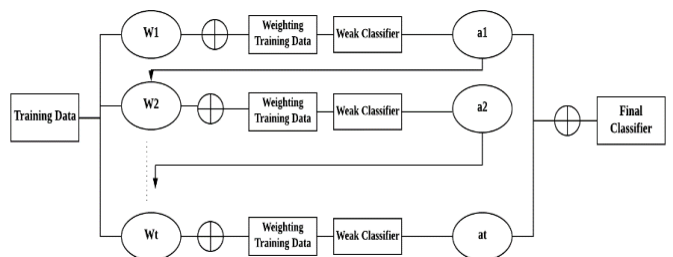 W1
Weighting
Training Data
Weak Classifier
a1
Training Data
W2
Weighting
Training Data
Weak Classifier
a2
Final
Classifier
Wt
Weighting
Training Data
Weak Classifier
at